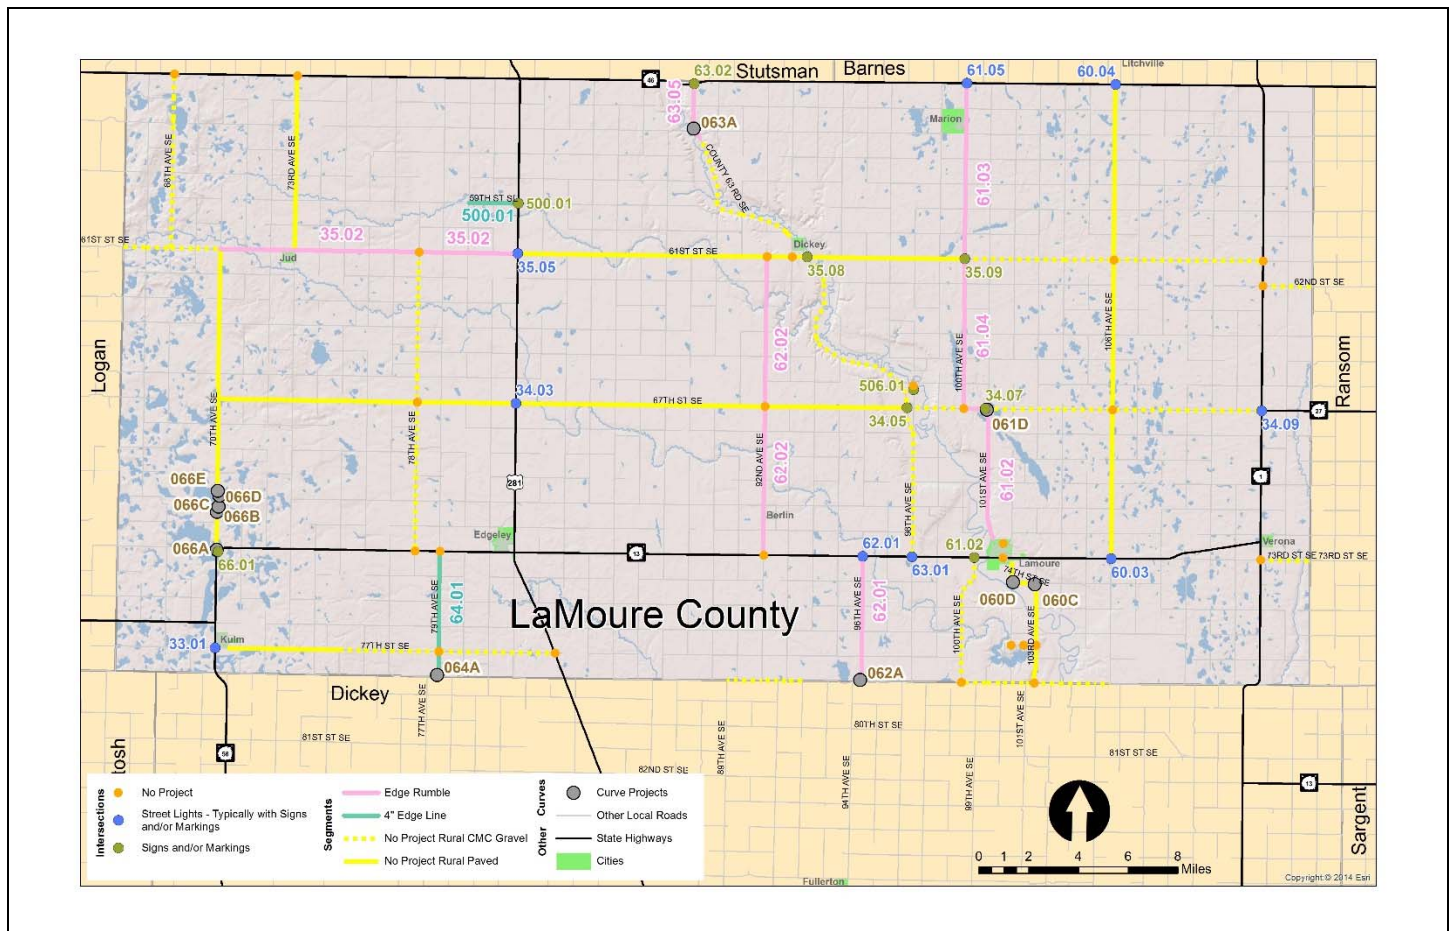 Litchville
Stutsman
Barnes
46
63.02
61.05
60.04
63.05
063A
Marion
68TH AVE SE
73RD AVE SE
COUNTY 63 RD SE
61.03
59TH ST SE
500.01
500.01
61ST ST SE
35.02
35.02
Jud
61ST ST SE
Dickey
35.05
35.08
35.09
62ND ST SE
Logan
Ransom
62.02
61.04
100TH AVE SE
106TH AVE SE
506.01
34.03
67TH ST SE
34.05
34.07
061D
27
34.09
70TH AVE SE
78TH AVE SE
92ND AVE SE
62.02
98TH AVE SE
101ST AVE SE
61.02
066E
066D
066C
066B
281
1
Berlin
066A
66.01
Edgeley
13
62.01
63.01
61.02
Lamoure
60.03
Verona
73RD ST SE
73RD ST SE
74TH ST SE
060D
060C
79TH AVE SE
64.01
LaMoure County
96TH AVE SE
62.01
100TH AVE SE
103RD AVE SE
33.01
Kulm
77TH ST SE
064A
062A
Dickey
77TH AVE SE
80TH ST SE
101ST AVE SE
81ST ST SE
81ST ST SE
89TH AVE SE
94TH AVE SE
99TH AVE SE
82ND ST SE
tosh
56
13
Sargent
Intersections
No Project
Street Lights - Typically with Signs
and/or Markings
Signs and/or Markings
Segments
Edge Rumble
4" Edge Line
No Project Rural CMC Gravel
No Project Rural Paved
Curves
Other
Curve Projects
Other Local Roads
State Highways
Cities
0 1 2 4 6 8
Miles
Fullerton
Copyright © 2014 Esri